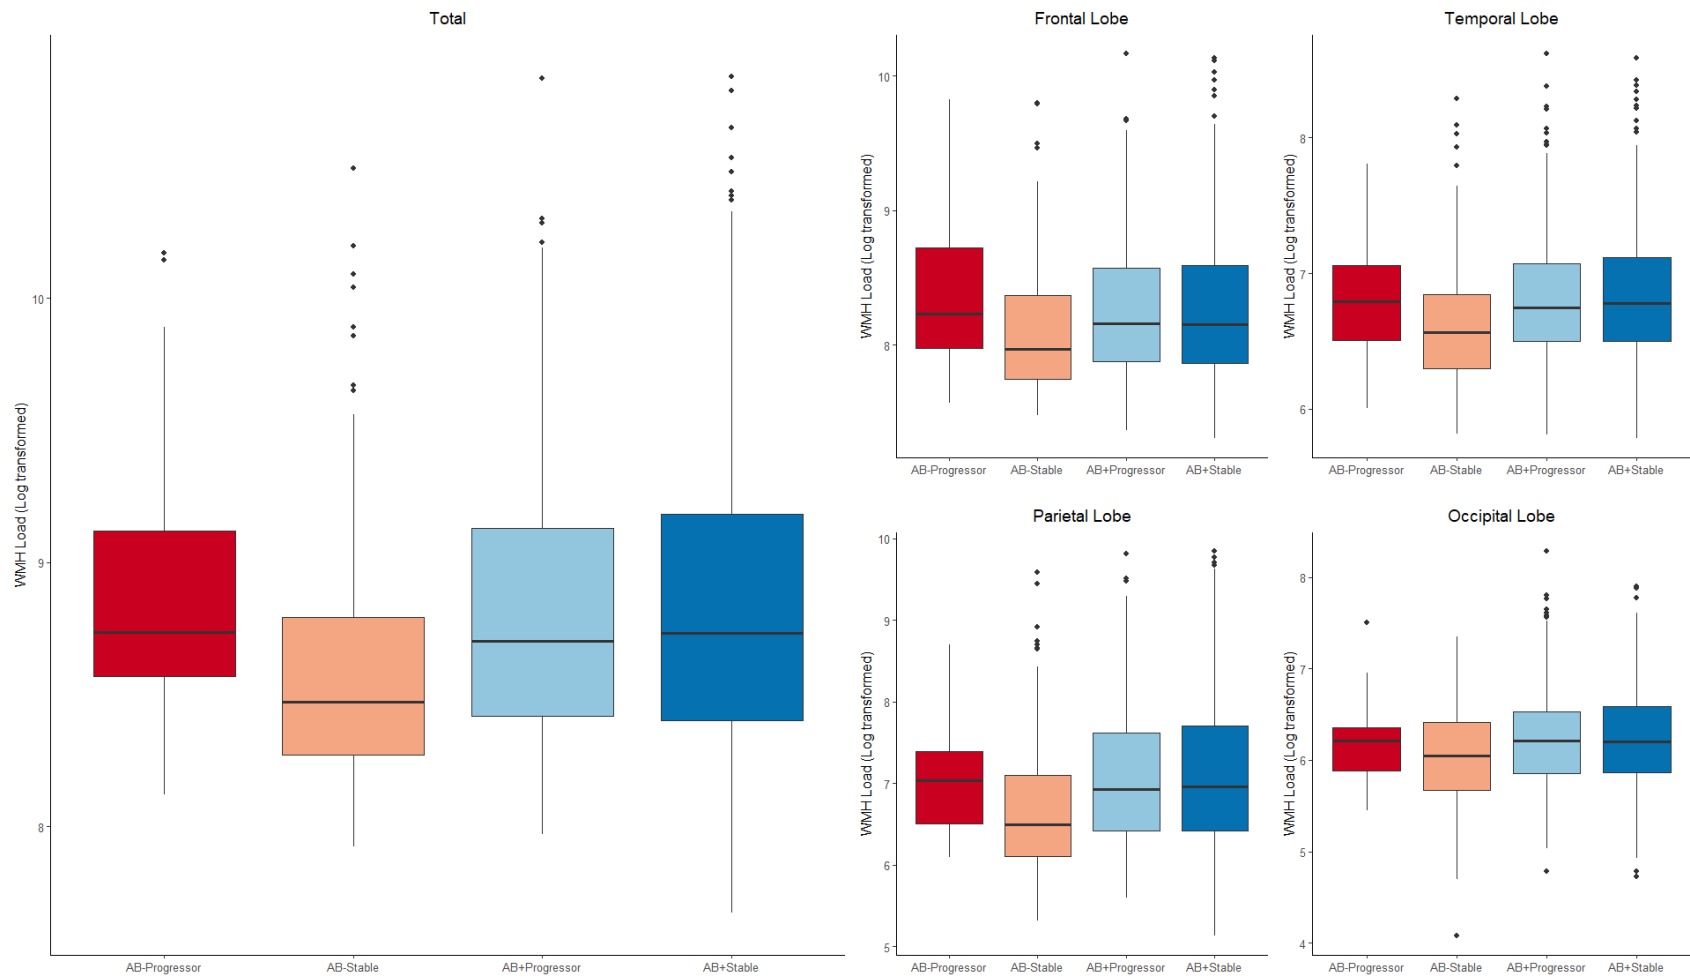 Total
WMH Load (Log transformed)
10
9
8
AB-Progressor AB-Stable AB+Progressor AB+Stable
Frontal Lobe
WMH Load (Log transformed)
10
9
8
AB-Progressor AB-Stable AB+Progressor AB+Stable
Temporal Lobe
WMH Load (Log transformed)
8
7
6
AB-Progressor AB-Stable AB+Progressor AB+Stable
Parietal Lobe
WMH Load (Log transformed)
10
9
8
7
6
5
AB-Progressor AB-Stable AB+Progressor AB+Stable
Occipital Lobe
WMH Load (Log transformed)
8
7
6
5
4
AB-Progressor AB-Stable AB+Progressor AB+Stable